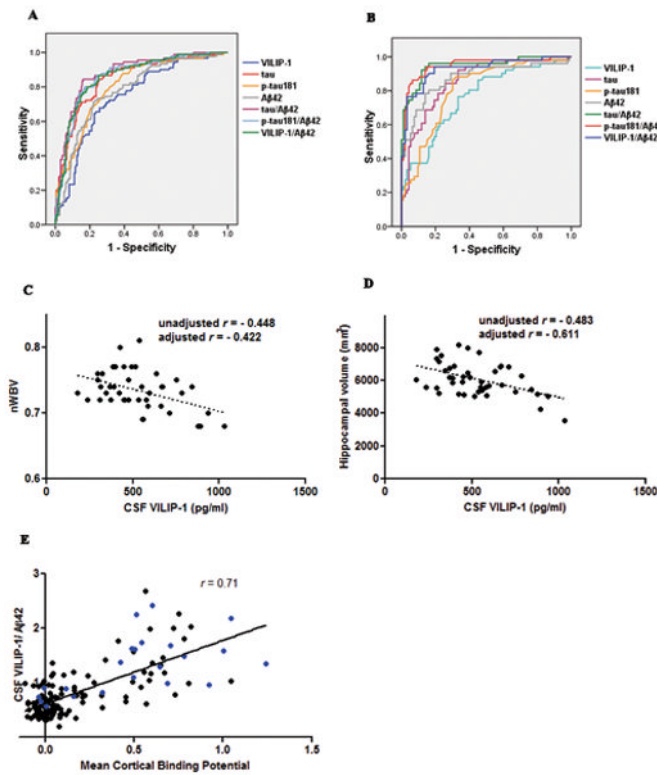 A
VILIP-1
tau
p-tau181
Aβ42
tau/Aβ42
p-tau181/Aβ42
VILIP-1/Aβ42
Sensitivity
1.0
0.8
0.6
0.4
0.2
0.0
0.0 0.2 0.4 0.6 0.8 1.0
1 - Specificity
B
VILIP-1
tau
p-tau181
Aβ42
tau/Aβ42
p-tau181/Aβ4
VILIP-1/Aβ42
Sensitivity
1.0
0.8
0.6
0.4
0.2
0.0
0.0 0.2 0.4 0.6 0.8 1.0
1 - Specificity
C
unadjusted r = - 0.448
adjusted r = - 0.422
nWBV
0.8
0.7
0.6
0 500 1000 1500
CSF VILIP-1 (pg/ml)
D
unadjusted r = - 0.483
adjusted r = - 0.611
Hippocampal volume (mm³)
8000
6000
4000
2000
0
0 500 1000 1500
CSF VILIP-1 (pg/ml)
E
r = 0.71
CSF VILIP-1/ Aβ42
3
2
1
0.0 0.5 1.0 1.5
Mean Cortical Binding Potential